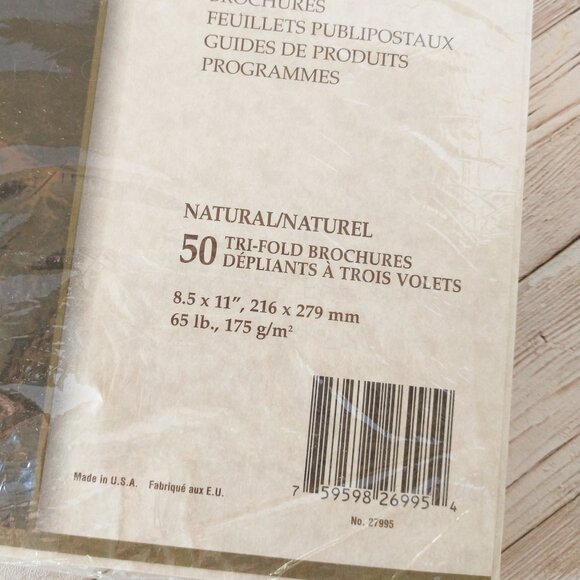 BROCHURES
FEUILLETS PUBLIPOSTAUX
GUIDES DE PRODUITS
PROGRAMMES
NATURAL/NATUREL
50 TRI-FOLD BROCHURES
DÉPLIANTS À TROIS VOLETS
8.5 x 11", 216 x 279 mm
65 lb., 175 g/m²
Made in U.S.A. Fabriqué aux E.U.
7 59598 26995 4
No. 27995